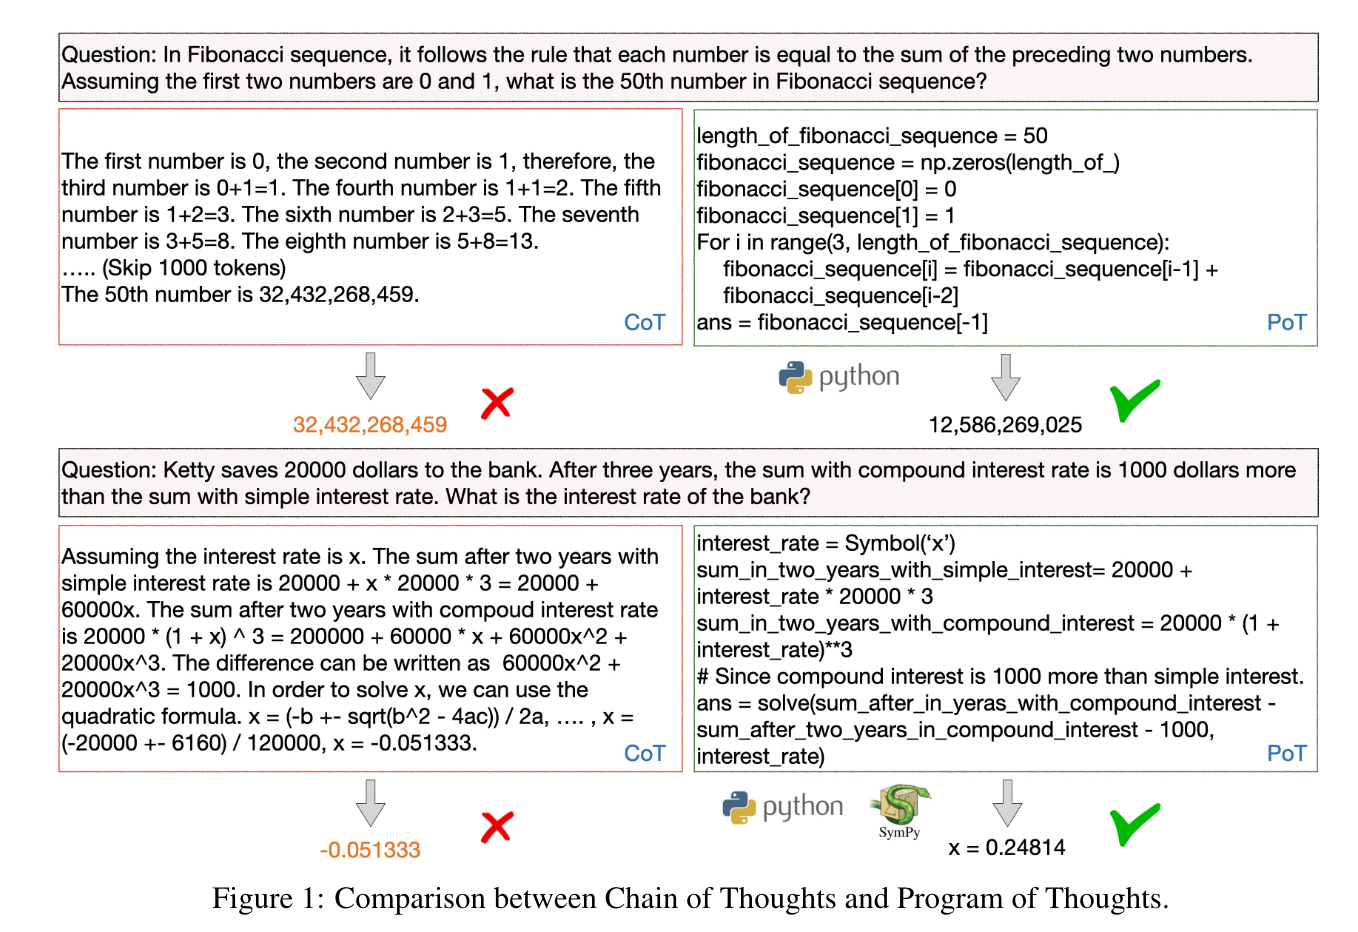 Question: In Fibonacci sequence, it follows the rule that each number is equal to the sum of the preceding two numbers.
Assuming the first two numbers are 0 and 1, what is the 50th number in Fibonacci sequence?
The first number is 0, the second number is 1, therefore, the
third number is 0+1=1. The fourth number is 1+1=2. The fifth
number is 1+2=3. The sixth number is 2+3=5. The seventh
number is 3+5=8. The eighth number is 5+8=13.
….. (Skip 1000 tokens)
The 50th number is 32,432,268,459.
CoT
length_of_fibonacci_sequence = 50
fibonacci_sequence = np.zeros(length_of_)
fibonacci_sequence[0] = 0
fibonacci_sequence[1] = 1
For i in range(3, length_of_fibonacci_sequence):
fibonacci_sequence[i] = fibonacci_sequence[i-1] +
fibonacci_sequence[i-2]
ans = fibonacci_sequence[-1]
PoT
32,432,268,459
python
12,586,269,025
Question: Ketty saves 20000 dollars to the bank. After three years, the sum with compound interest rate is 1000 dollars more
than the sum with simple interest rate. What is the interest rate of the bank?
Assuming the interest rate is x. The sum after two years with
simple interest rate is 20000 + x * 20000 * 3 = 20000 +
60000x. The sum after two years with compoud interest rate
is 20000 * (1 + x) ^ 3 = 200000 + 60000 * x + 60000x^2 +
20000x^3. The difference can be written as 60000x^2 +
20000x^3 = 1000. In order to solve x, we can use the
quadratic formula. x = (-b +- sqrt(b^2 - 4ac)) / 2a, …. , x =
(-20000 +- 6160) / 120000, x = -0.051333.
CoT
interest_rate = Symbol(‘x’)
sum_in_two_years_with_simple_interest= 20000 +
interest_rate * 20000 * 3
sum_in_two_years_with_compound_interest = 20000 * (1 +
interest_rate)**3
# Since compound interest is 1000 more than simple interest.
ans = solve(sum_after_in_yeras_with_compound_interest -
sum_after_two_years_in_compound_interest - 1000,
interest_rate)
PoT
-0.051333
python
SymPy
x = 0.24814
Figure 1: Comparison between Chain of Thoughts and Program of Thoughts.